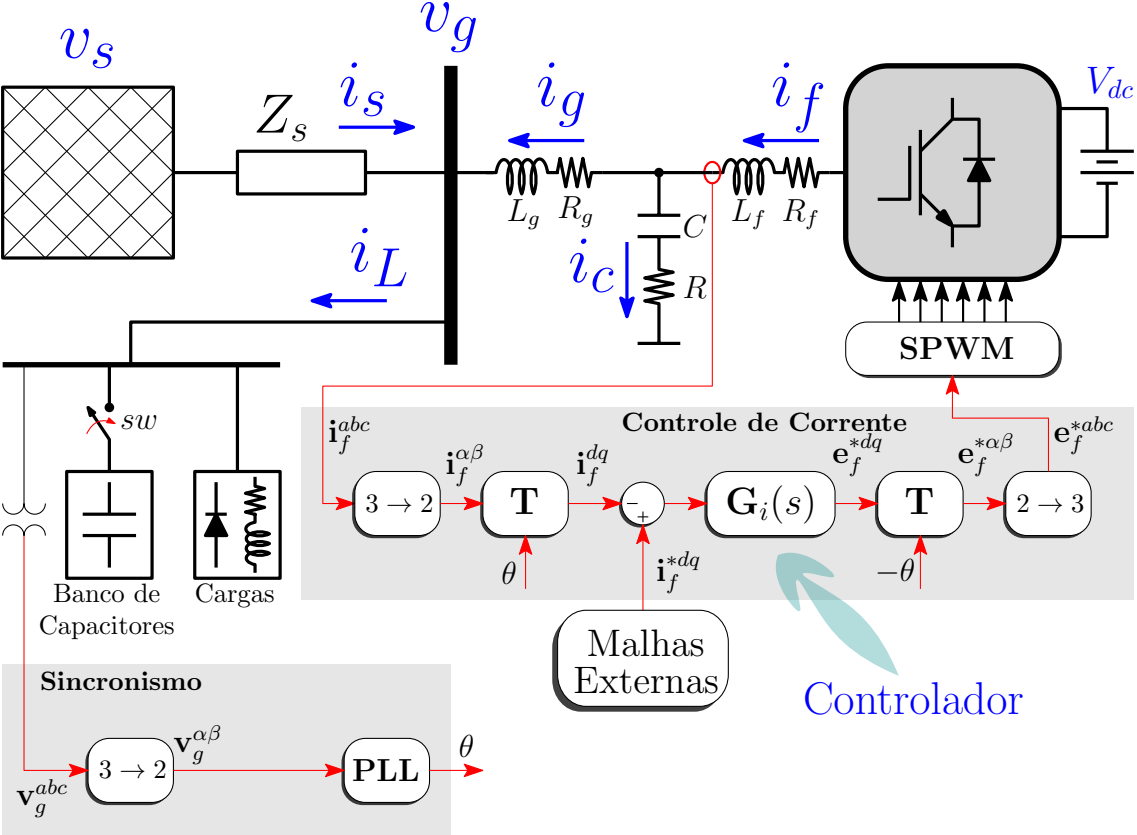 v_s
Z_s
i_s
v_g
i_g
i_f
V_{dc}
L_g
R_g
L_f
R_f
C
i_c
R
i_L
SPWM
sw
Controle de Corrente
i_f^{abc}
3 → 2
i_f^{αβ}
T
i_f^{dq}
−
+
G_i(s)
e_f^{*dq}
T
e_f^{*αβ}
2 → 3
e_f^{*abc}
θ
i_f^{*dq}
−θ
Banco de
Capacitores
Cargas
Malhas
Externas
Controlador
Sincronismo
v_g^{abc}
3 → 2
v_g^{αβ}
PLL
θ